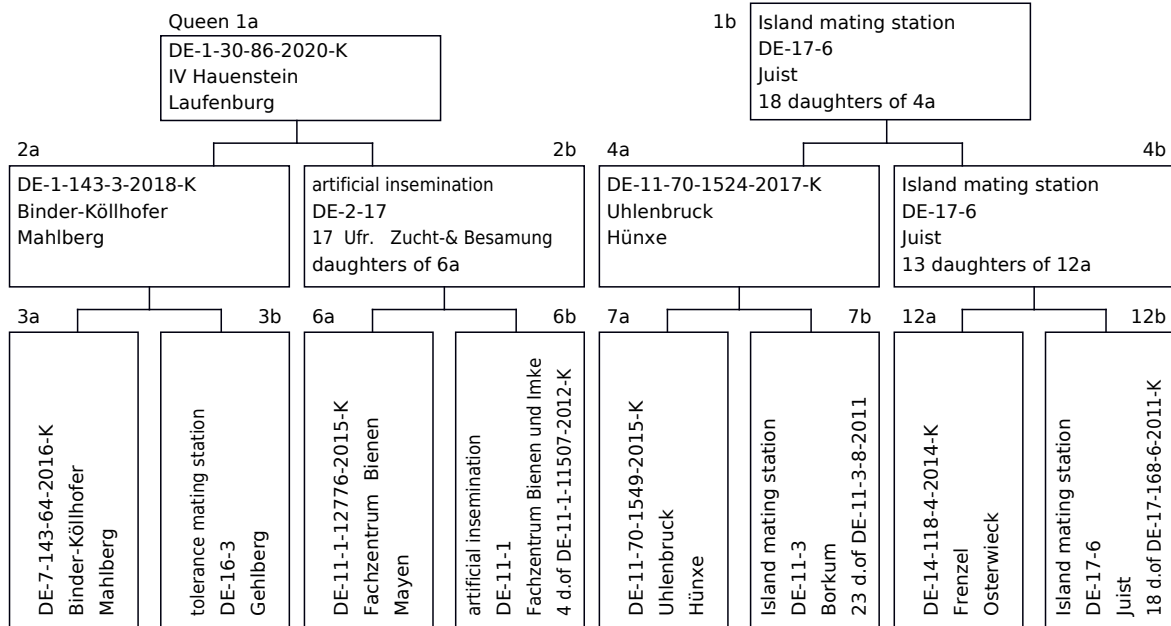 Queen 1a
DE-1-30-86-2020-K
IV Hauenstein
Laufenburg
1b
Island mating station
DE-17-6
Juist
18 daughters of 4a
2a
DE-1-143-3-2018-K
Binder-Köllhofer
Mahlberg
2b
artificial insemination
DE-2-17
17 Ufr. Zucht-& Besamung
daughters of 6a
4a
DE-11-70-1524-2017-K
Uhlenbruck
Hünxe
4b
Island mating station
DE-17-6
Juist
13 daughters of 12a
3a
DE-7-143-64-2016-K
Binder-Köllhofer
Mahlberg
3b
tolerance mating station
DE-16-3
Gehlberg
6a
DE-11-1-12776-2015-K
Fachzentrum Bienen
Mayen
6b
artificial insemination
DE-11-1
Fachzentrum Bienen und Imke
4 d.of DE-11-1-11507-2012-K
7a
DE-11-70-1549-2015-K
Uhlenbruck
Hünxe
7b
Island mating station
DE-11-3
Borkum
23 d.of DE-11-3-8-2011
12a
DE-14-118-4-2014-K
Frenzel
Osterwieck
12b
Island mating station
DE-17-6
Juist
18 d.of DE-17-168-6-2011-K